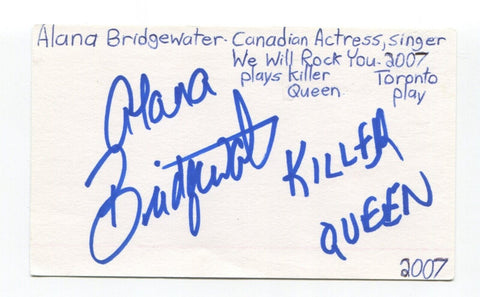 Alana Bridgewater- Canadian Actress, singer
We Will Rock You- 2007
plays Killer Toronto
Queen play
Alana
Bridgewater
KILLER
QUEEN
2007